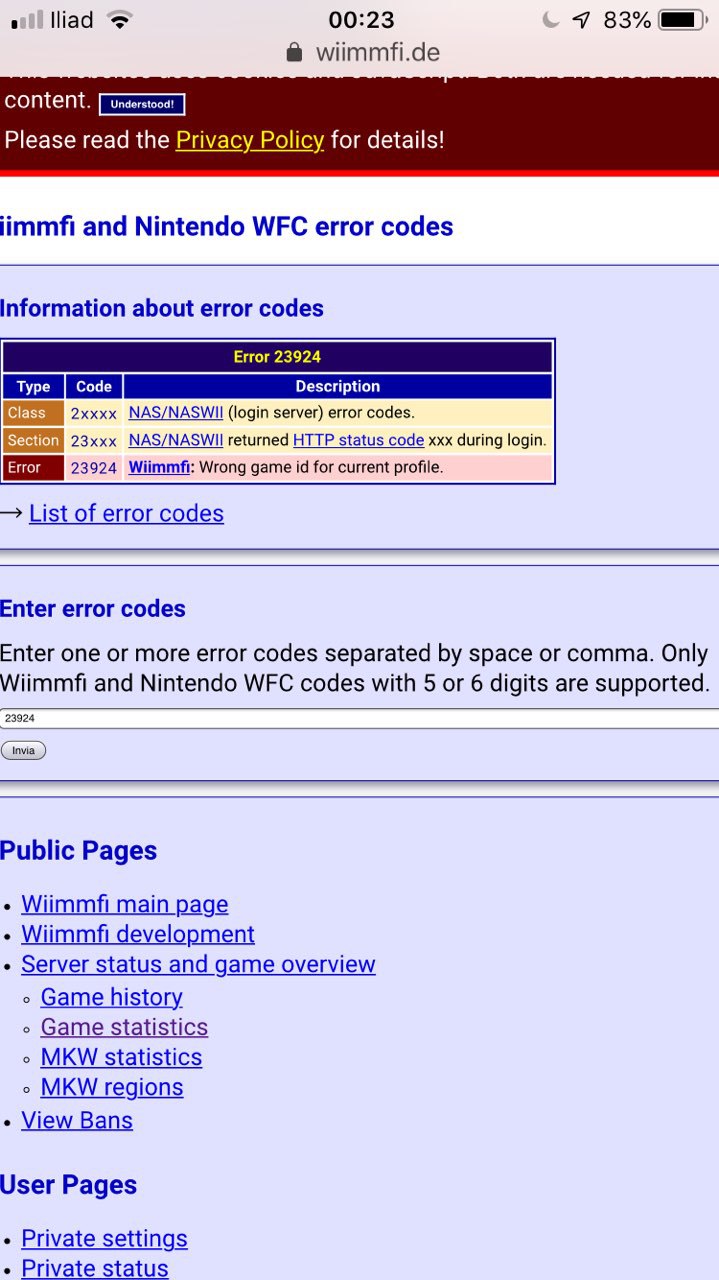 Iliad 00:23 83%
wiimmfi.de
content. Understood!
Please read the Privacy Policy for details!
iimmfi and Nintendo WFC error codes
Information about error codes
Error 23924
Type Code Description
Class 2xxxx NAS/NASWII (login server) error codes.
Section 23xxx NAS/NASWII returned HTTP status code xxx during login.
Error 23924 Wiimmfi: Wrong game id for current profile.
→ List of error codes
Enter error codes
Enter one or more error codes separated by space or comma. Only
Wiimmfi and Nintendo WFC codes with 5 or 6 digits are supported.
23924
Invia
Public Pages
• Wiimmfi main page
• Wiimmfi development
• Server status and game overview
◦ Game history
◦ Game statistics
◦ MKW statistics
◦ MKW regions
• View Bans
User Pages
• Private settings
• Private status